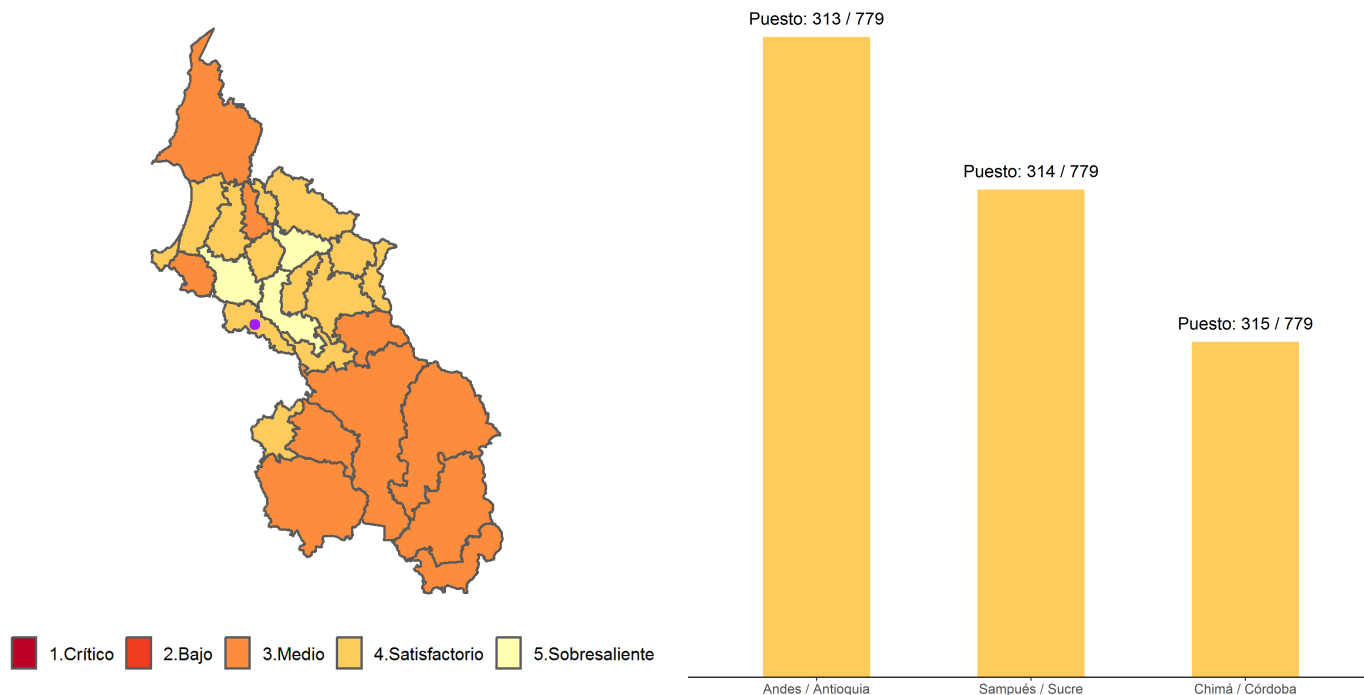 Puesto: 313 / 779
Puesto: 314 / 779
Puesto: 315 / 779
1.Crítico
2.Bajo
3.Medio
4.Satisfactorio
5.Sobresaliente
Andes / Antioquia
Sampués / Sucre
Chimá / Córdoba